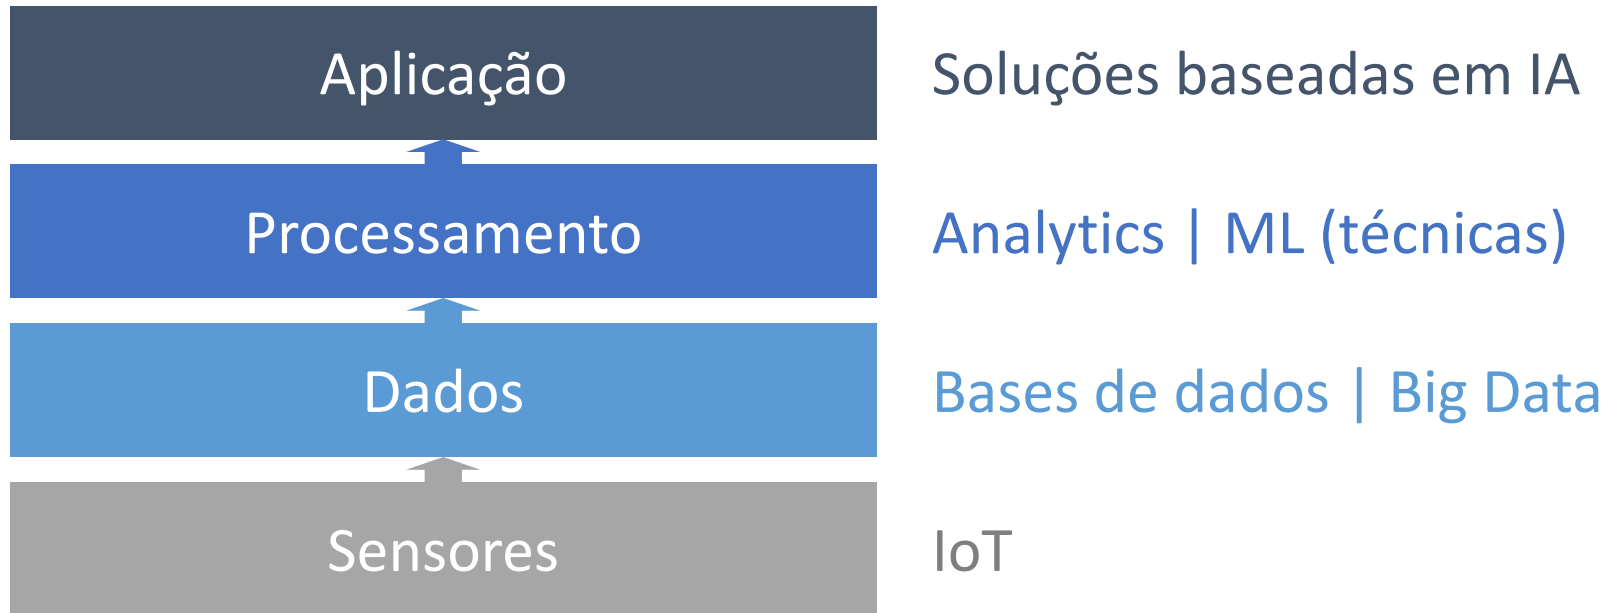 Aplicação
Soluções baseadas em IA
Processamento
Analytics | ML (técnicas)
Dados
Bases de dados | Big Data
Sensores
IoT